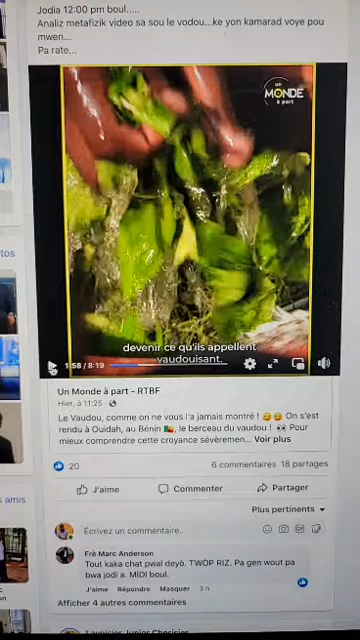 Jodia 12:00 pm boul.....
Analiz metafizik video sa sou le vodou...ke yon kamarad voye pou
mwen...
Pa rate...
un
MONDE
à part
devenir ce qu'ils appellent
vaudouisant.
1:58 / 8:19
Un Monde à part - RTBF
Hier, à 11:25 ·
Le Vaudou, comme on ne vous l'a jamais montré ! 😉😉 On s'est
rendu à Ouidah, au Bénin 🇧🇯, le berceau du vaudou ! 👀 Pour
mieux comprendre cette croyance sévèremen... Voir plus
20
6 commentaires 18 partages
J'aime
Commenter
Partager
Plus pertinents
Écrivez un commentaire..
Frè Marc Anderson
Tout kaka chat pwal deyò. TWÒP RIZ. Pa gen wout pa
bwa jodi a. MIDI boul.
J'aime Répondre Masquer 3 h
Afficher 4 autres commentaires
tos
s amis